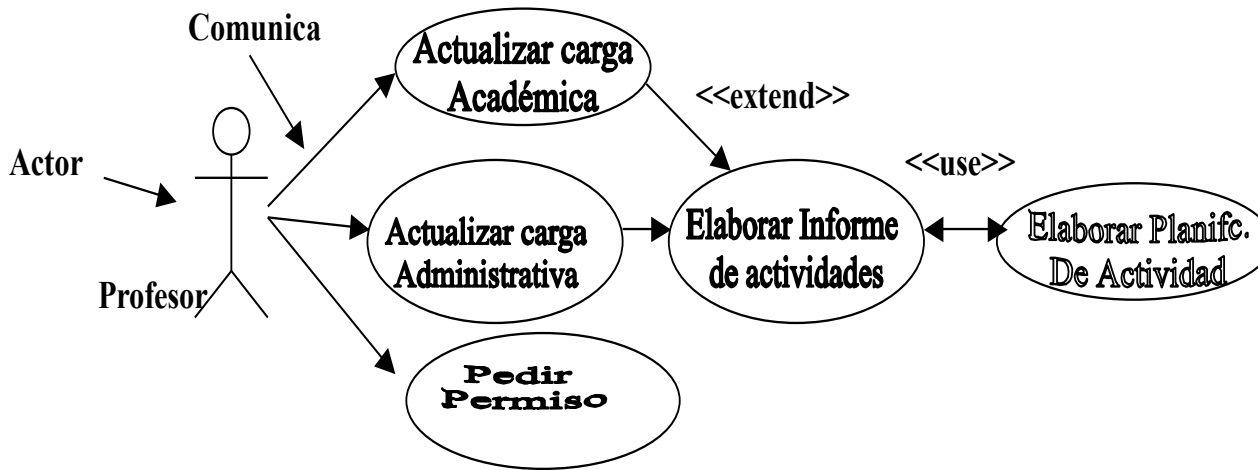 Comunica
Actualizar carga
Académica
<<extend>>
Actor
<<use>>
Profesor
Actualizar carga
Administrativa
Elaborar Informe
de actividades
Elaborar Planifc.
De Actividad
Pedir
Permiso